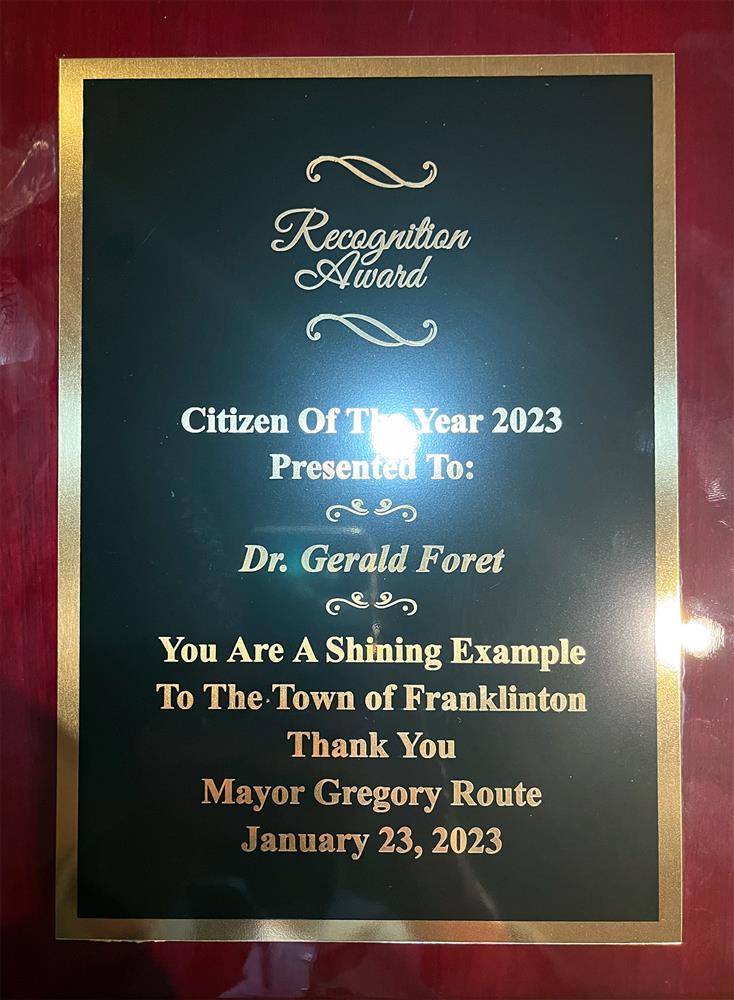 Recognition
Award
Citizen Of The Year 2023
Presented To:
Dr. Gerald Foret
You Are A Shining Example
To The Town of Franklinton
Thank You
Mayor Gregory Route
January 23, 2023